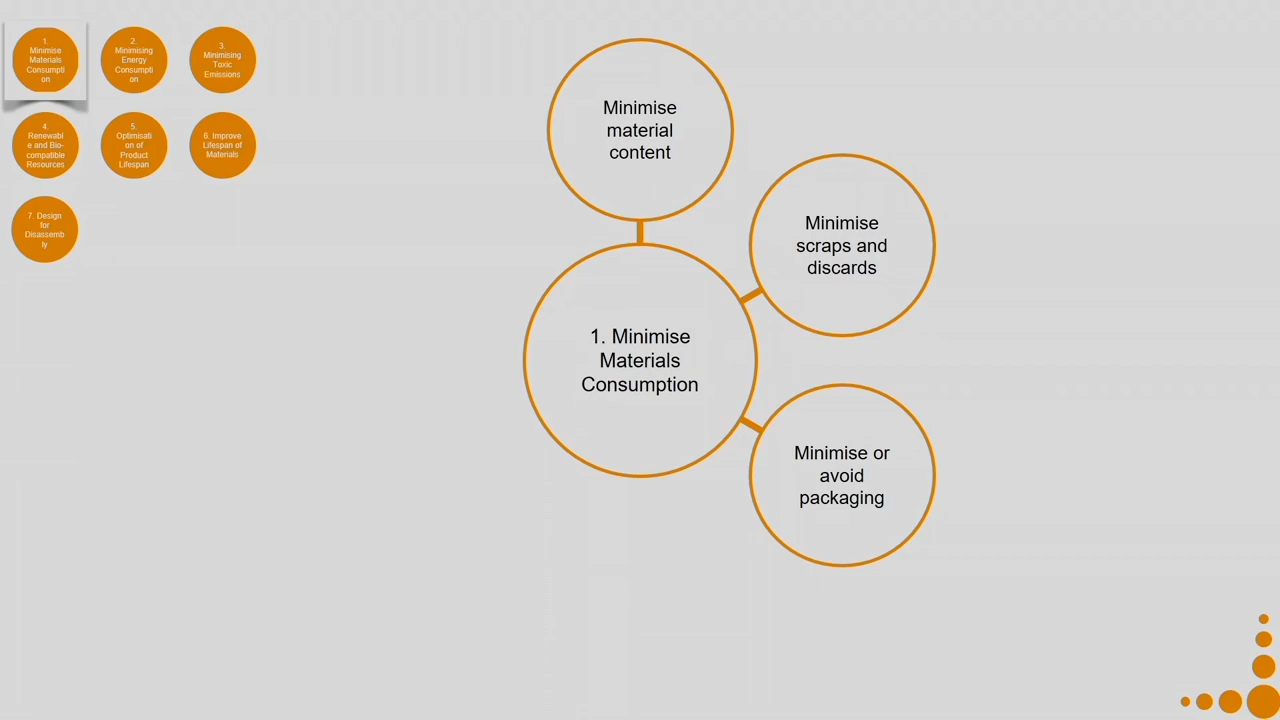 1.
Minimise
Materials
Consumpti
on
2.
Minimising
Energy
Consumpti
on
3.
Minimising
Toxic
Emissions
4.
Renewabl
e and Bio-
compatible
Resources
5.
Optimisati
on of
Product
Lifespan
6. Improve
Lifespan of
Materials
7. Design
for
Disassemb
ly
Minimise
material
content
Minimise
scraps and
discards
1. Minimise
Materials
Consumption
Minimise or
avoid
packaging